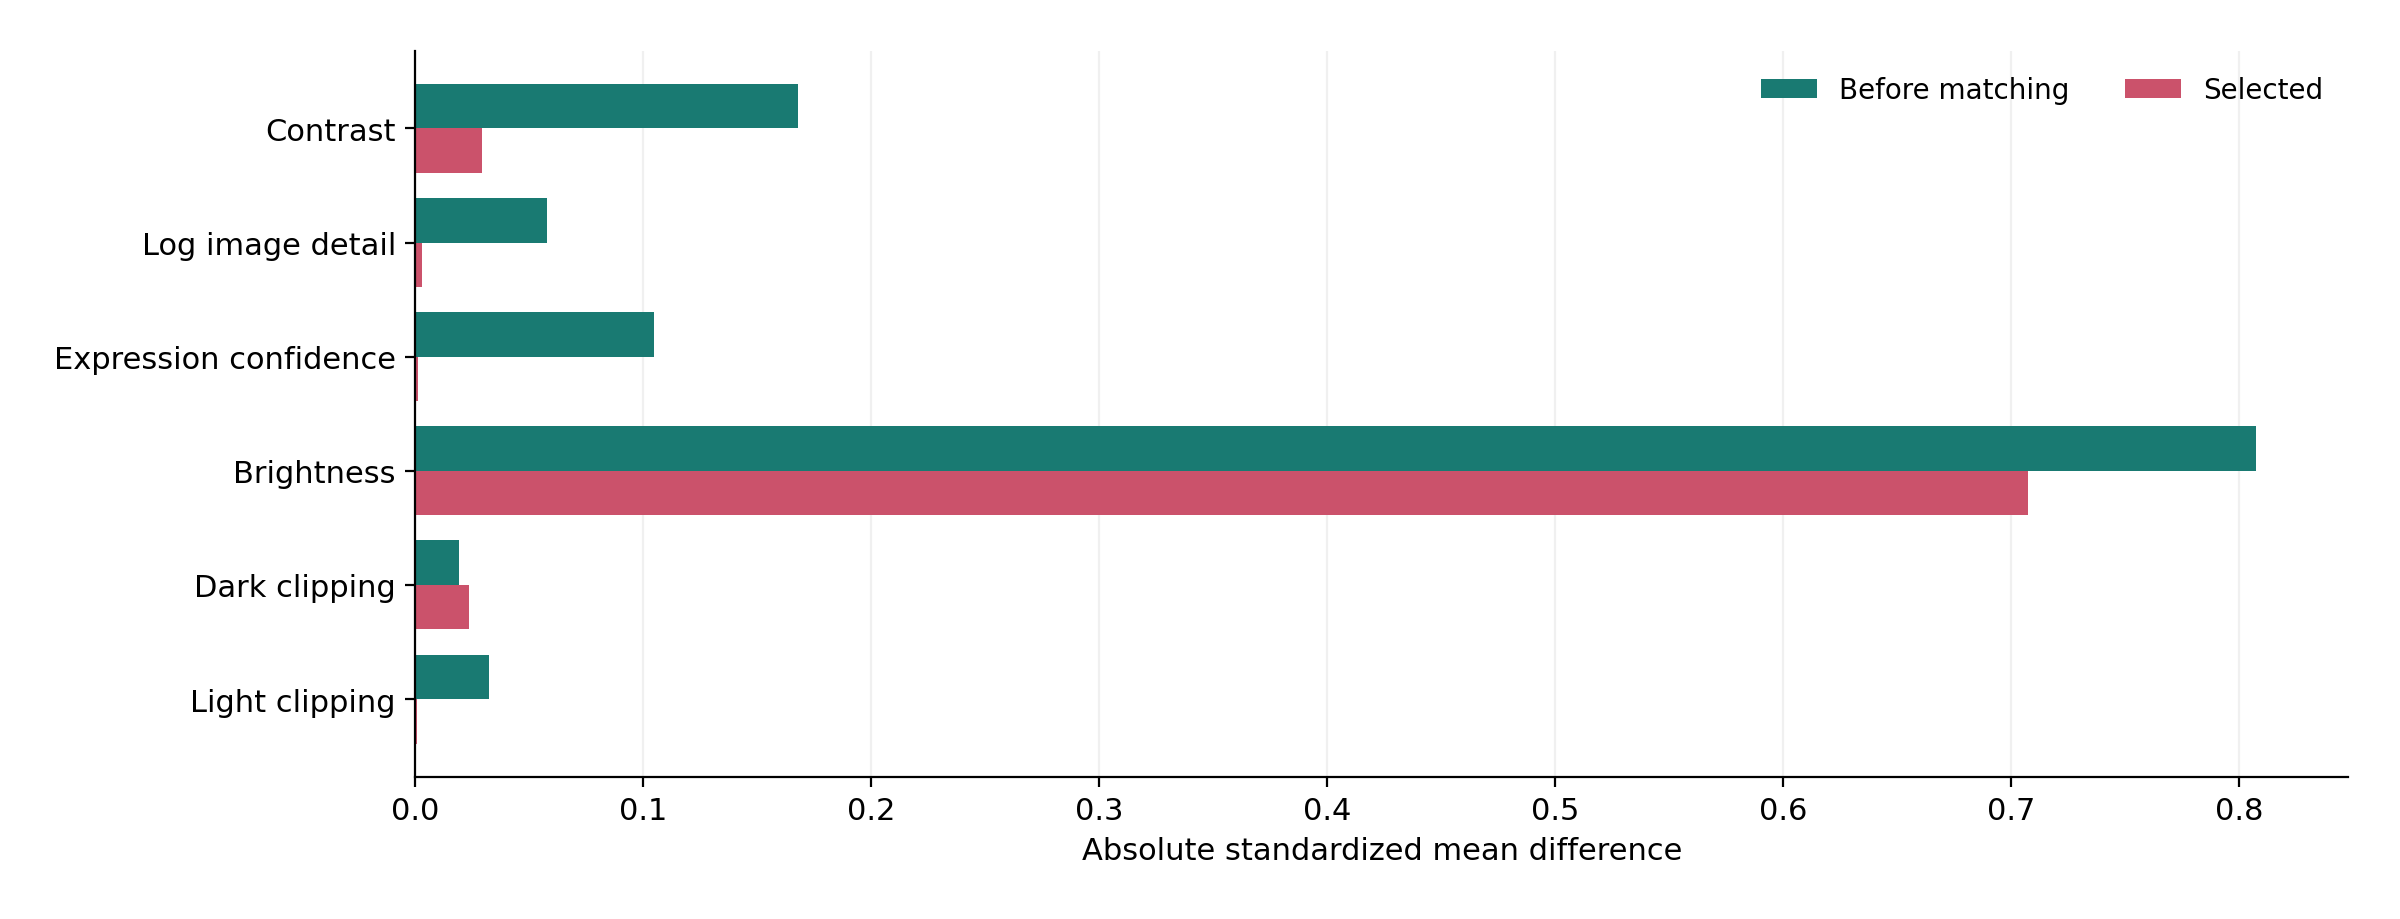 Before matching
Selected
Contrast
Log image detail
Expression confidence
Brightness
Dark clipping
Light clipping
0.0 0.1 0.2 0.3 0.4 0.5 0.6 0.7 0.8
Absolute standardized mean difference